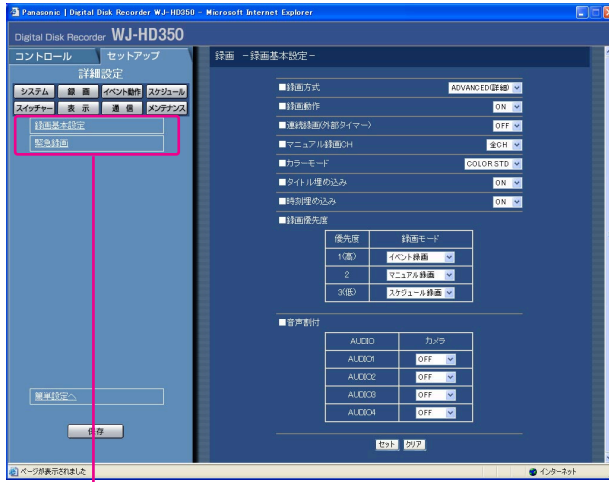 Panasonic | Digital Disk Recorder WJ-HD350 - Microsoft Internet Explorer
Digital Disk Recorder WJ-HD350
コントロール セットアップ
詳細設定
システム 録 画 イベント動作 スケジュール
スイッチャー 表 示 通 信 メンテナンス
録画基本設定
緊急録画
簡単設定へ
保存
録画 －録画基本設定－
■録画方式 ADVANCED(詳細)
■録画動作 ON
■連続録画(外部タイマー) OFF
■マニュアル録画CH 全CH
■カラーモード COLOR STD
■タイトル埋め込み ON
■時刻埋め込み ON
■録画優先度
優先度 録画モード
1(高) イベント録画
2 マニュアル録画
3(低) スケジュール録画
■音声割付
AUDIO カメラ
AUDIO1 OFF
AUDIO2 OFF
AUDIO3 OFF
AUDIO4 OFF
セット クリア
ページが表示されました インターネット